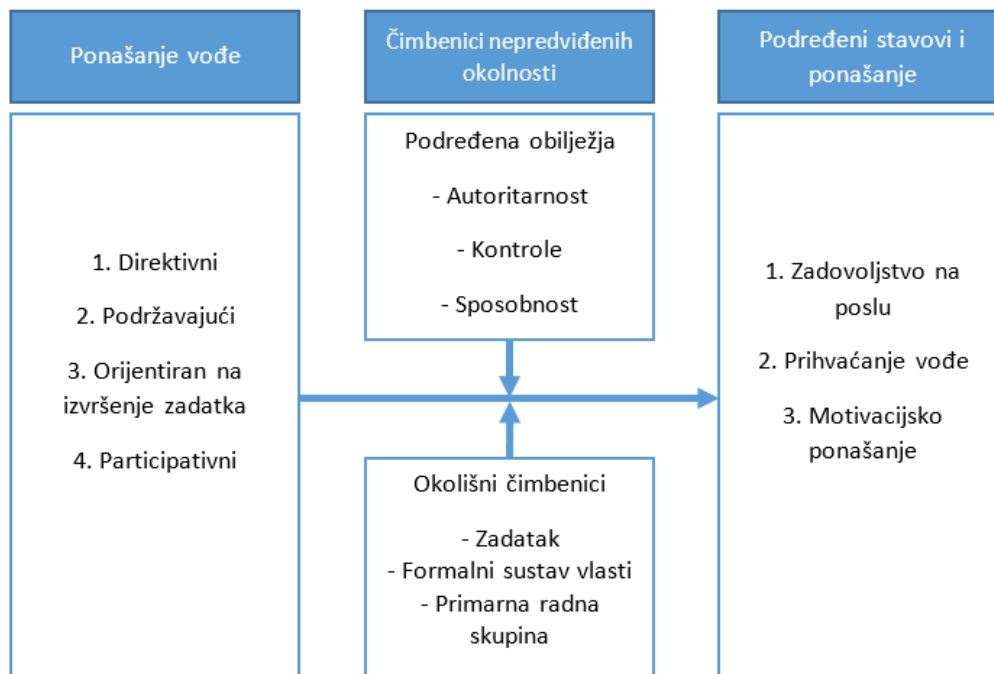 Ponašanje vođe
Čimbenici nepredviđenih
okolnosti
Podređeni stavovi i
ponašanje
1. Direktivni
2. Podržavajući
3. Orijentiran na
izvršenje zadatka
4. Participativni
Podređena obilježja
- Autoritarnost
- Kontrole
- Sposobnost
Okolišni čimbenici
- Zadatak
- Formalni sustav vlasti
- Primarna radna
skupina
1. Zadovoljstvo na
poslu
2. Prihvaćanje vođe
3. Motivacijsko
ponašanje